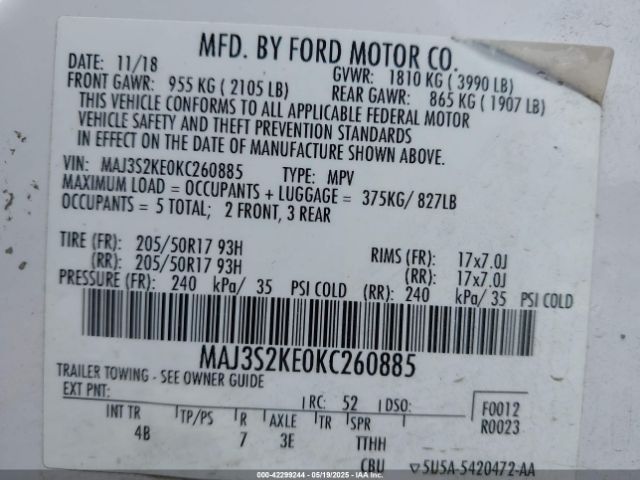 MFD. BY FORD MOTOR CO.
DATE: 11/18 GVWR: 1810 KG ( 3990 LB)
FRONT GAWR: 955 KG ( 2105 LB) REAR GAWR: 865 KG ( 1907 LB)
THIS VEHICLE CONFORMS TO ALL APPLICABLE FEDERAL MOTOR
VEHICLE SAFETY AND THEFT PREVENTION STANDARDS
IN EFFECT ON THE DATE OF MANUFACTURE SHOWN ABOVE.
VIN: MAJ3S2KE0KC260885 TYPE: MPV
MAXIMUM LOAD = OCCUPANTS + LUGGAGE = 375KG/ 827LB
OCCUPANTS = 5 TOTAL; 2 FRONT, 3 REAR
TIRE (FR): 205/50R17 93H RIMS (FR): 17x7.0J
(RR): 205/50R17 93H (RR): 17x7.0J
PRESSURE (FR): 240 kPa/ 35 PSI COLD (RR): 240 kPa/ 35 PSI COLD
MAJ3S2KE0KC260885
TRAILER TOWING - SEE OWNER GUIDE
EXT PNT: RC: 52 DSO: F0012
R0023
INT TR TP/PS R AXLE TR SPR
4B 7 3E TTHH
CBU ▽5U5A-5420472-AA
000-42299244 - 05/19/2025 - IAAI.com